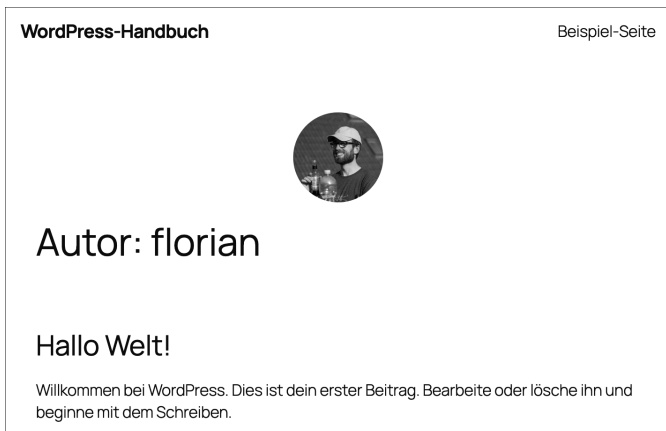 WordPress-Handbuch
Beispiel-Seite
Autor: florian
Hallo Welt!
Willkommen bei WordPress. Dies ist dein erster Beitrag. Bearbeite oder lösche ihn und
beginne mit dem Schreiben.